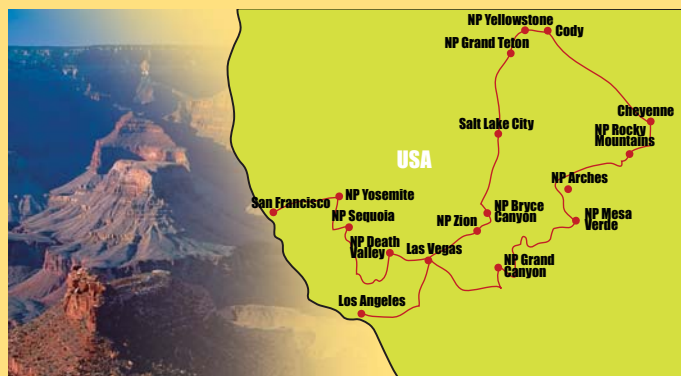 NP Yellowstone
Cody
NP Grand Teton
Cheyenne
Salt Lake City
NP Rocky
Mountains
USA
NP Arches
NP Yosemite
San Francisco
NP Sequoia
NP Bryce
Canyon
NP Mesa
Verde
NP Zion
NP Death
Valley
Las Vegas
NP Grand
Canyon
Los Angeles